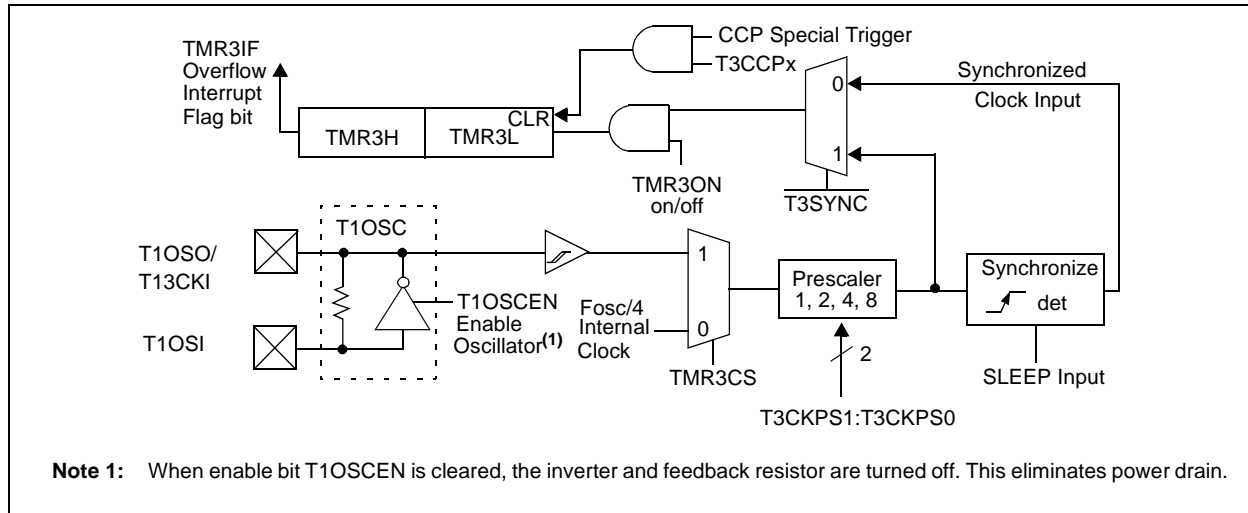 TMR3IF
Overflow
Interrupt
Flag bit
CCP Special Trigger
T3CCPx
CLR
TMR3H
TMR3L
TMR3ON
on/off
0
1
T3SYNC
Synchronized
Clock Input
T1OSC
T1OSO/
T13CKI
T1OSI
T1OSCEN
Enable
Oscillator(1)
Fosc/4
Internal
Clock
1
0
TMR3CS
Prescaler
1, 2, 4, 8
2
T3CKPS1:T3CKPS0
Synchronize
det
SLEEP Input
Note 1: When enable bit T1OSCEN is cleared, the inverter and feedback resistor are turned off. This eliminates power drain.